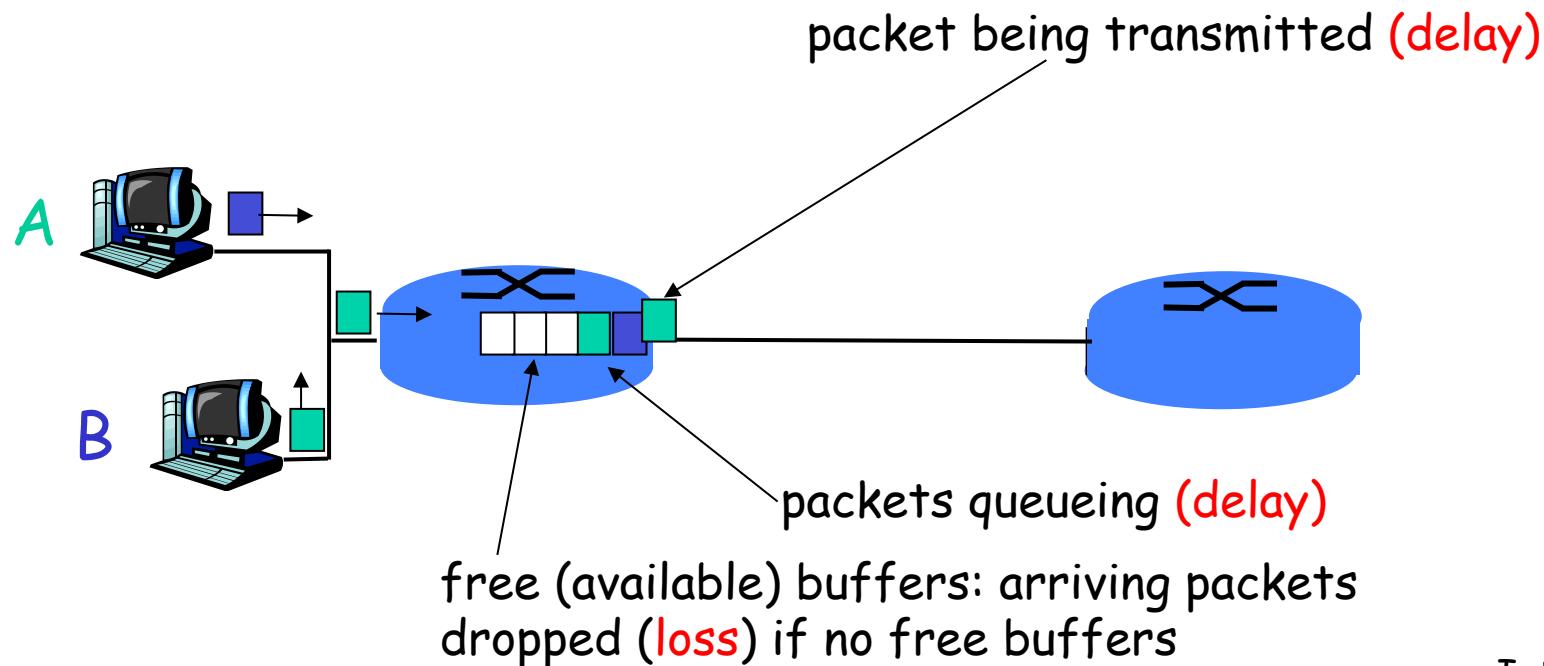 packet being transmitted (delay)
A
B
packets queueing (delay)
free (available) buffers: arriving packets
dropped (loss) if no free buffers